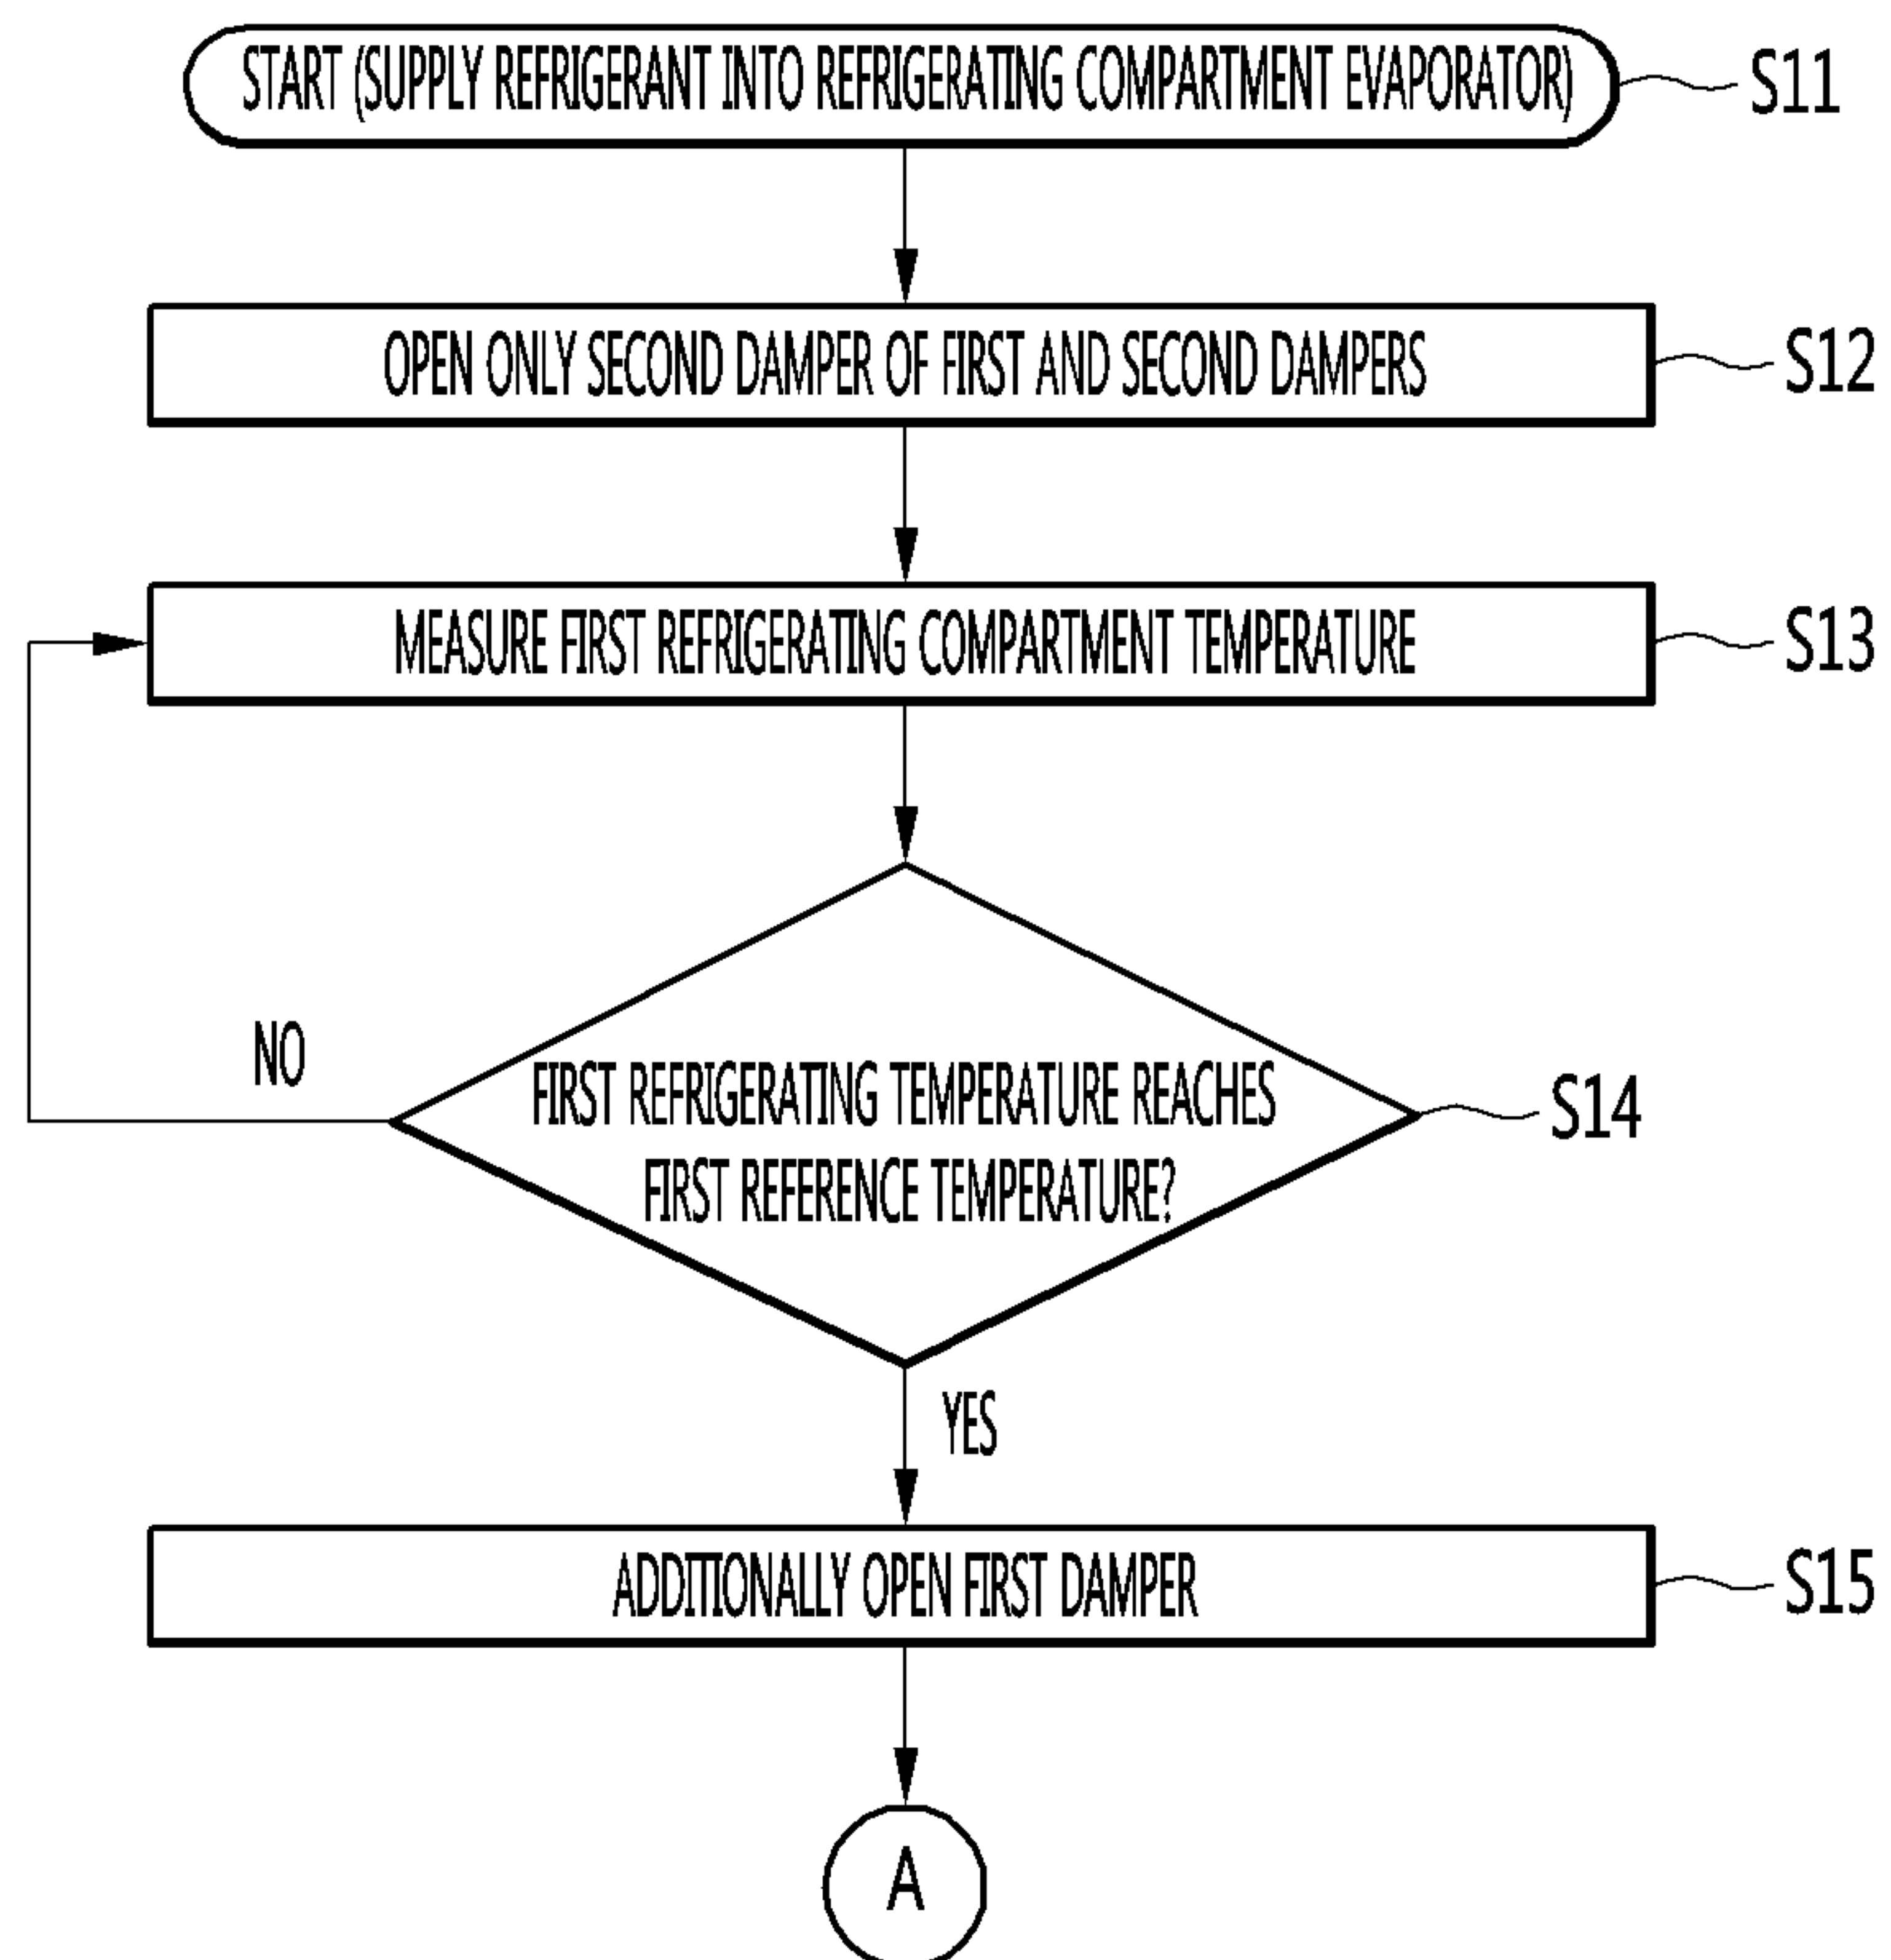 START (SUPPLY REFRIGERANT INTO REFRIGERATING COMPARTMENT EVAPORATOR)
S11
OPEN ONLY SECOND DAMPER OF FIRST AND SECOND DAMPERS
S12
MEASURE FIRST REFRIGERATING COMPARTMENT TEMPERATURE
S13
NO
FIRST REFRIGERATING TEMPERATURE REACHES
FIRST REFERENCE TEMPERATURE?
S14
YES
ADDITIONALLY OPEN FIRST DAMPER
S15
A